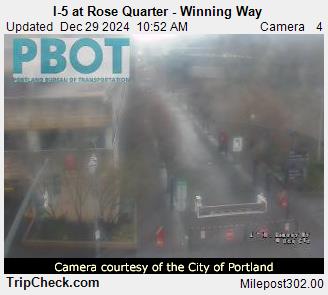 I-5 at Rose Quarter - Winning Way
Updated Dec 29 2024 10:52 AM Camera 4
PBOT
PORTLAND BUREAU OF TRANSPORTATION
Camera courtesy of the City of Portland
TripCheck.com Milepost302.00